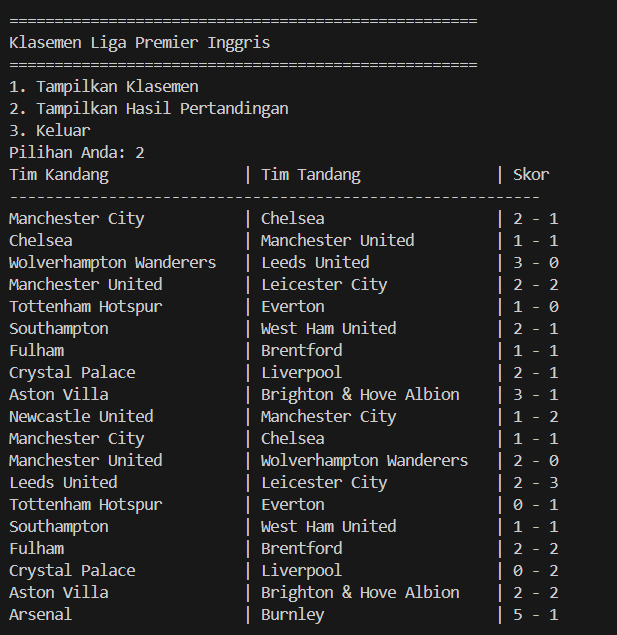 ====================================================
Klasemen Liga Premier Inggris
====================================================
1. Tampilkan Klasemen
2. Tampilkan Hasil Pertandingan
3. Keluar
Pilihan Anda: 2
Tim Kandang | Tim Tandang | Skor
-----------------------------------------------------------
Manchester City | Chelsea | 2 - 1
Chelsea | Manchester United | 1 - 1
Wolverhampton Wanderers | Leeds United | 3 - 0
Manchester United | Leicester City | 2 - 2
Tottenham Hotspur | Everton | 1 - 0
Southampton | West Ham United | 2 - 1
Fulham | Brentford | 1 - 1
Crystal Palace | Liverpool | 2 - 1
Aston Villa | Brighton & Hove Albion | 3 - 1
Newcastle United | Manchester City | 1 - 2
Manchester City | Chelsea | 1 - 1
Manchester United | Wolverhampton Wanderers | 2 - 0
Leeds United | Leicester City | 2 - 3
Tottenham Hotspur | Everton | 0 - 1
Southampton | West Ham United | 1 - 1
Fulham | Brentford | 2 - 2
Crystal Palace | Liverpool | 0 - 2
Aston Villa | Brighton & Hove Albion | 2 - 2
Arsenal | Burnley | 5 - 1